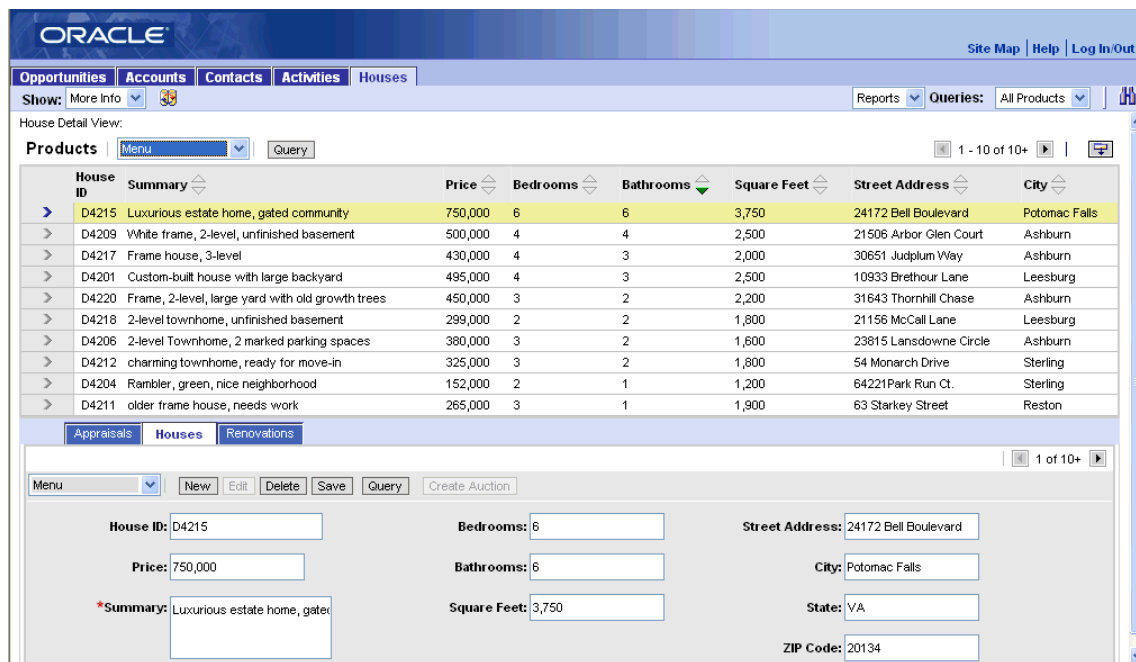 ORACLE
Site Map | Help | Log In/Out
Opportunities Accounts Contacts Activities Houses
Show: More Info Reports Queries: All Products
House Detail View:
Products Menu Query 1 - 10 of 10+
House ID Summary Price Bedrooms Bathrooms Square Feet Street Address City
D4215 Luxurious estate home, gated community 750,000 6 6 3,750 24172 Bell Boulevard Potomac Falls
D4209 White frame, 2-level, unfinished basement 500,000 4 4 2,500 21506 Arbor Glen Court Ashburn
D4217 Frame house, 3-level 430,000 4 3 2,000 30651 Judplum Way Ashburn
D4201 Custom-built house with large backyard 495,000 4 3 2,500 10933 Brethour Lane Leesburg
D4220 Frame, 2-level, large yard with old growth trees 450,000 3 2 2,200 31643 Thornhill Chase Ashburn
D4218 2-level townhome, unfinished basement 299,000 2 2 1,800 21156 McCall Lane Leesburg
D4206 2-level Townhome, 2 marked parking spaces 380,000 3 2 1,600 23815 Lansdowne Circle Ashburn
D4212 charming townhome, ready for move-in 325,000 3 2 1,800 54 Monarch Drive Sterling
D4204 Rambler, green, nice neighborhood 152,000 2 1 1,200 64221Park Run Ct. Sterling
D4211 older frame house, needs work 265,000 3 1 1,900 63 Starkey Street Reston
Appraisals Houses Renovations
1 of 10+
Menu New Edit Delete Save Query Create Auction
House ID: D4215 Bedrooms: 6 Street Address: 24172 Bell Boulevard
Price: 750,000 Bathrooms: 6 City: Potomac Falls
*Summary: Luxurious estate home, gated Square Feet: 3,750 State: VA
ZIP Code: 20134